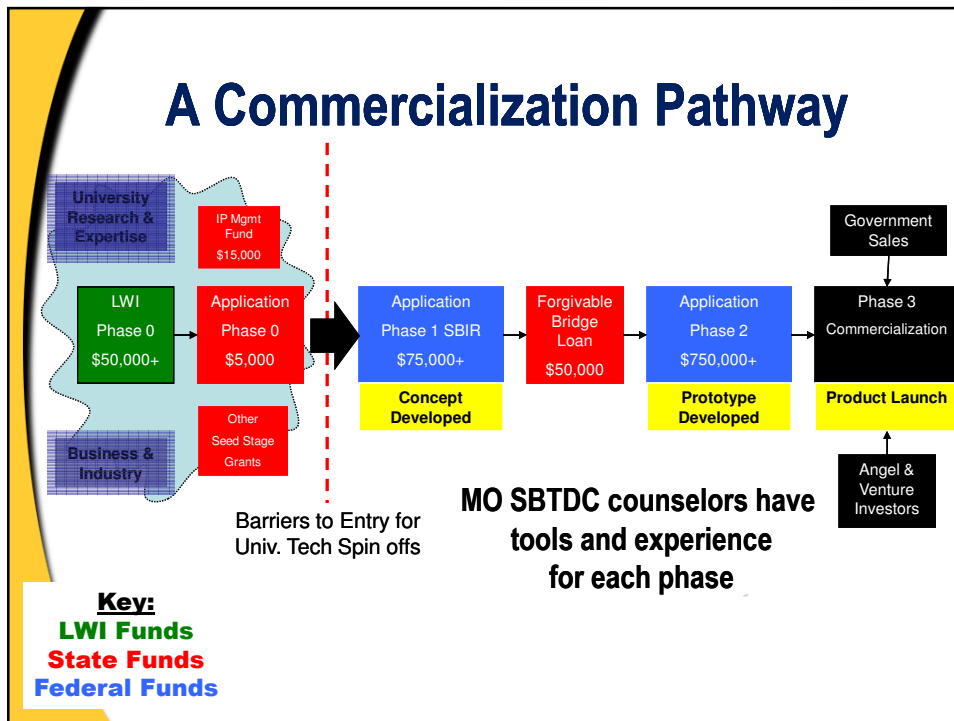 A Commercialization Pathway
University
Research &
Expertise
IP Mgmt
Fund
$15,000
LWI
Phase 0
$50,000+
Application
Phase 0
$5,000
Other
Seed Stage
Grants
Business &
Industry
Barriers to Entry for
Univ. Tech Spin offs
Application
Phase 1 SBIR
$75,000+
Concept
Developed
Forgivable
Bridge
Loan
$50,000
Application
Phase 2
$750,000+
Prototype
Developed
Government
Sales
Phase 3
Commercialization
Product Launch
Angel &
Venture
Investors
MO SBTDC counselors have
tools and experience
for each phase
Key:
LWI Funds
State Funds
Federal Funds